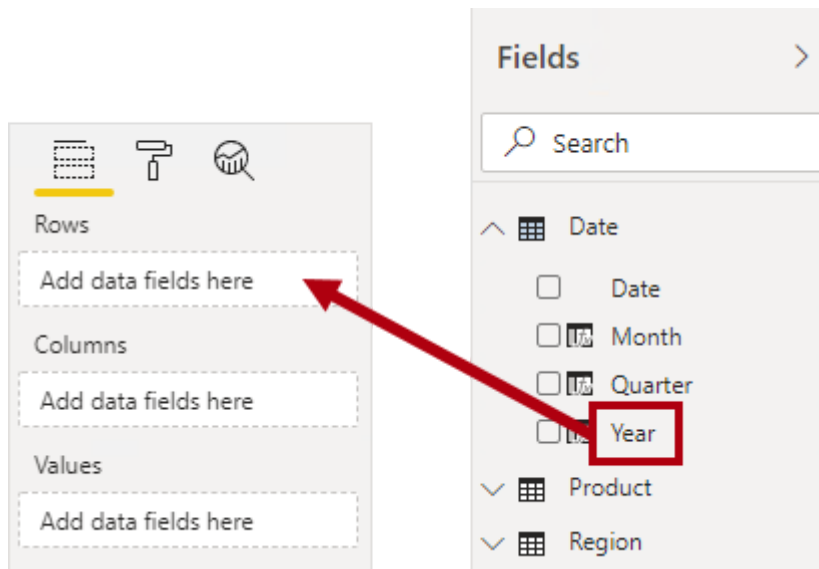 Rows
Add data fields here
Columns
Add data fields here
Values
Add data fields here
Fields
Search
Date
Date
Month
Quarter
Year
Product
Region